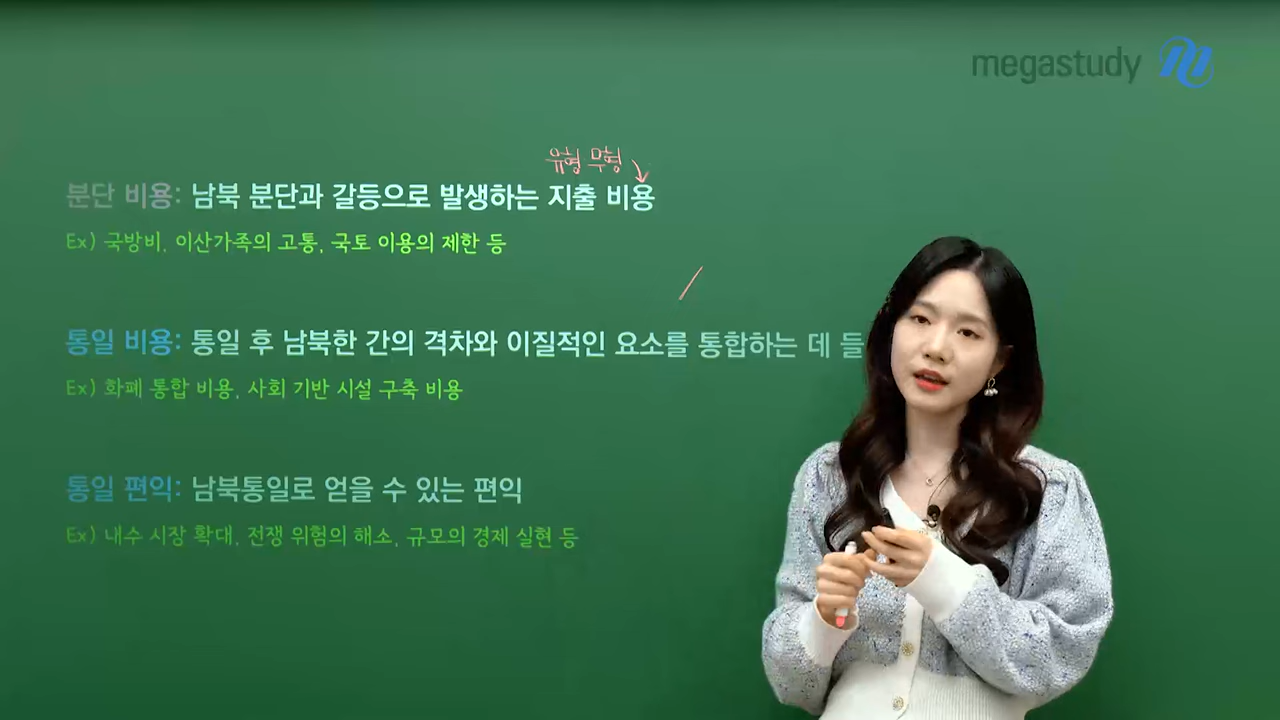 megastudy
유형 무형
분단 비용: 남북 분단과 갈등으로 발생하는 지출 비용
Ex) 국방비, 이산가족의 고통, 국토 이용의 제한 등
통일 비용: 통일 후 남북한 간의 격차와 이질적인 요소를 통합하는 데 들
Ex) 화폐 통합 비용, 사회 기반 시설 구축 비용
통일 편익: 남북통일로 얻을 수 있는 편익
Ex) 내수 시장 확대, 전쟁 위험의 해소, 규모의 경제 실현 등